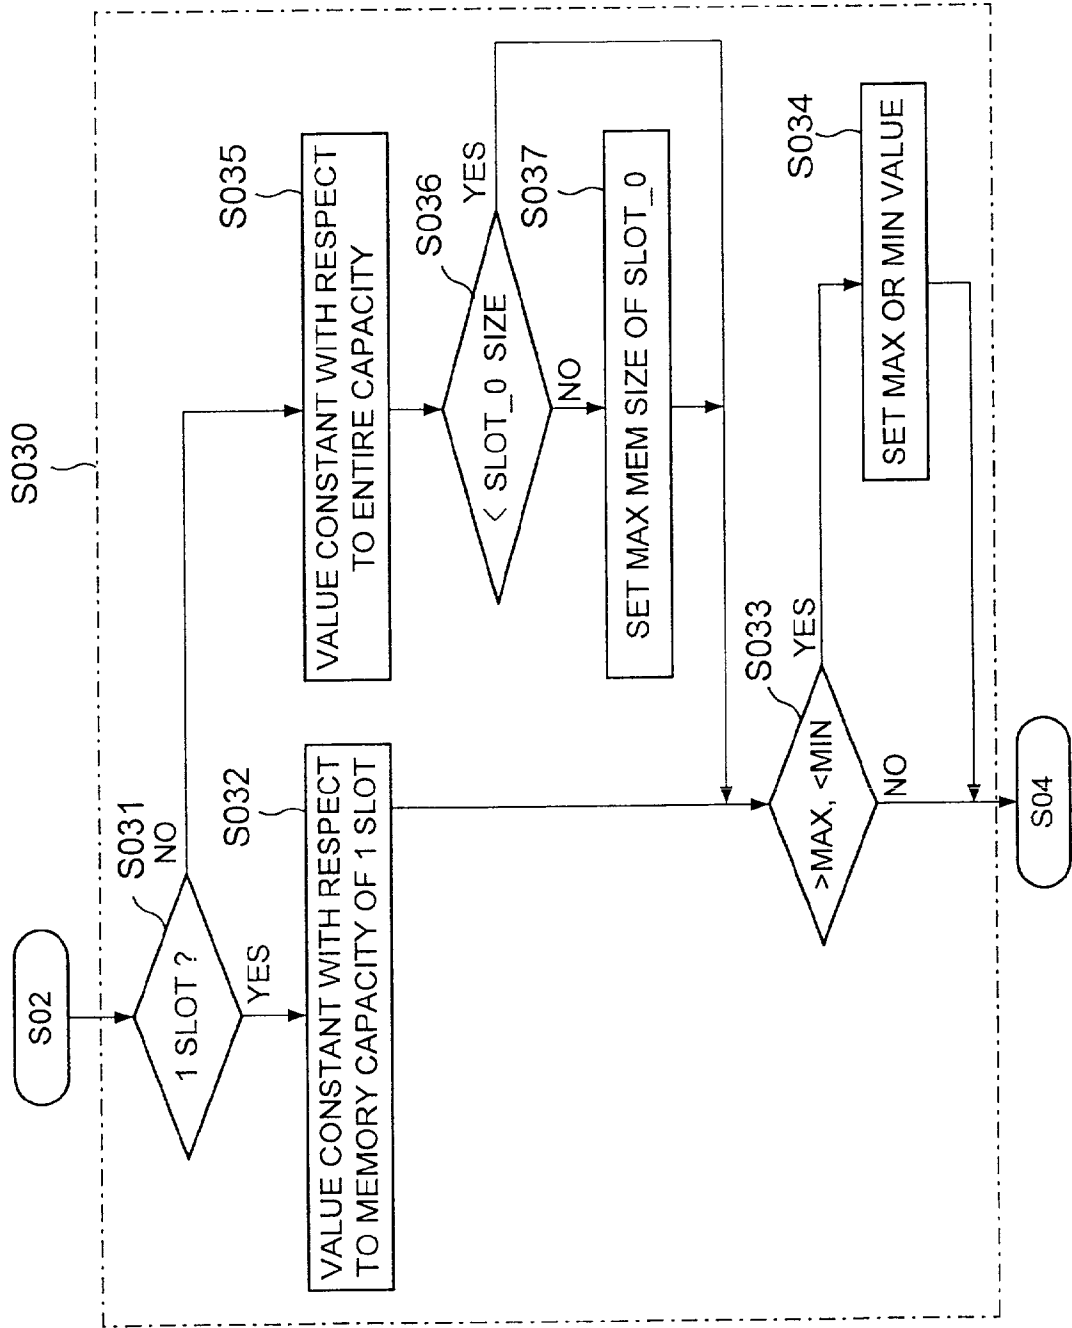 S030
S02
1 SLOT ?
S031
NO
YES
S032
VALUE CONSTANT WITH RESPECT
TO MEMORY CAPACITY OF 1 SLOT
S035
VALUE CONSTANT WITH RESPECT
TO ENTIRE CAPACITY
S036
< SLOT_0 SIZE
YES
NO
S037
SET MAX MEM SIZE OF SLOT_0
S033
>MAX, <MIN
YES
NO
S034
SET MAX OR MIN VALUE
S04